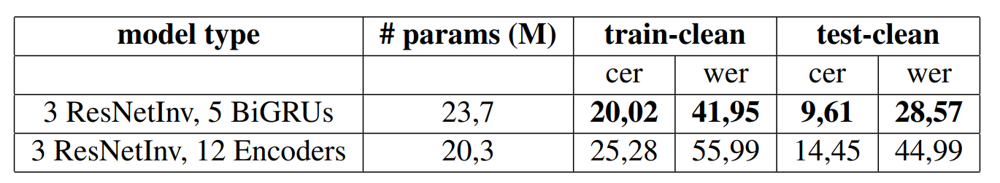 model type # params (M) train-clean test-clean
cer wer cer wer
3 ResNetInv, 5 BiGRUs 23,7 20,02 41,95 9,61 28,57
3 ResNetInv, 12 Encoders 20,3 25,28 55,99 14,45 44,99